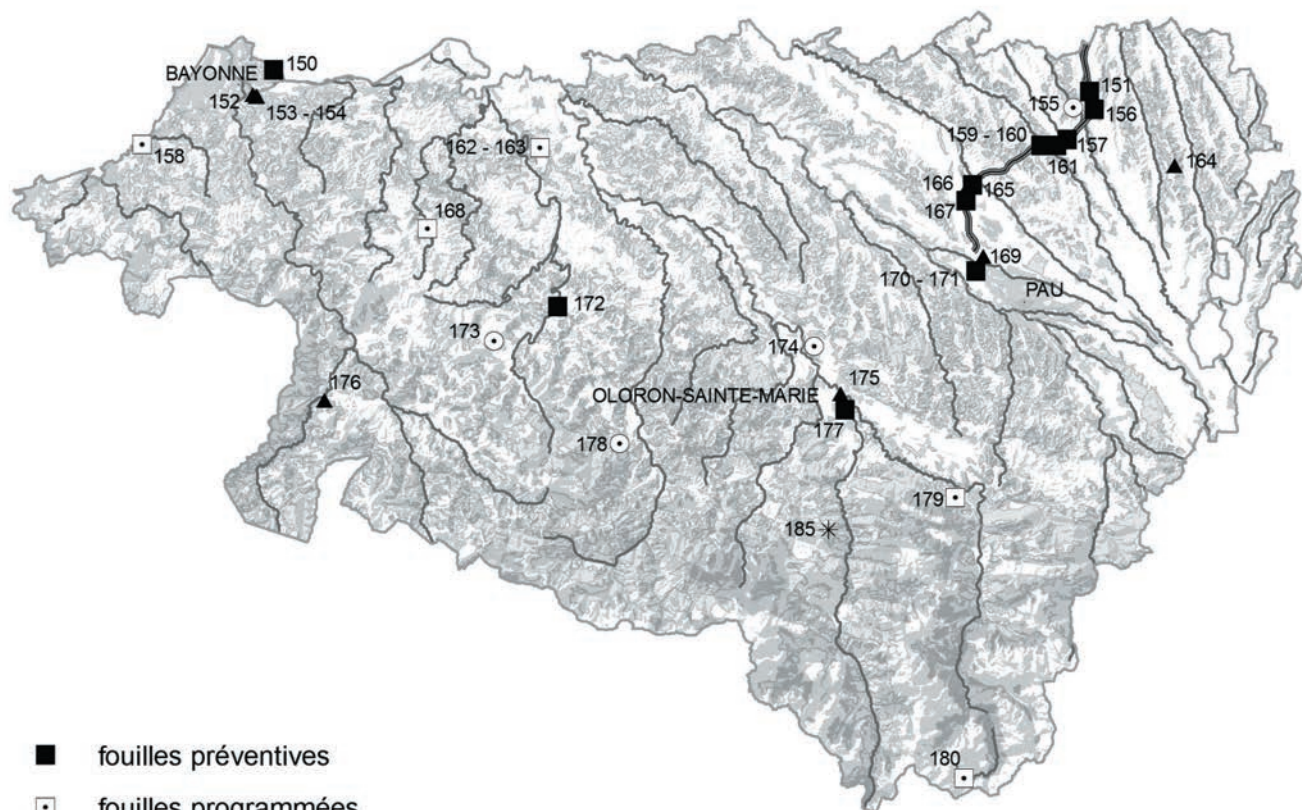 150
BAYONNE
152
153 - 154
158
151
155
156
159 - 160
157
161
162 - 163
164
166
165
167
168
169
170 - 171
PAU
172
173
174
175
OLORON-SAINTE-MARIE
176
177
178
179
185
180
fouilles préventives
fouilles programmées